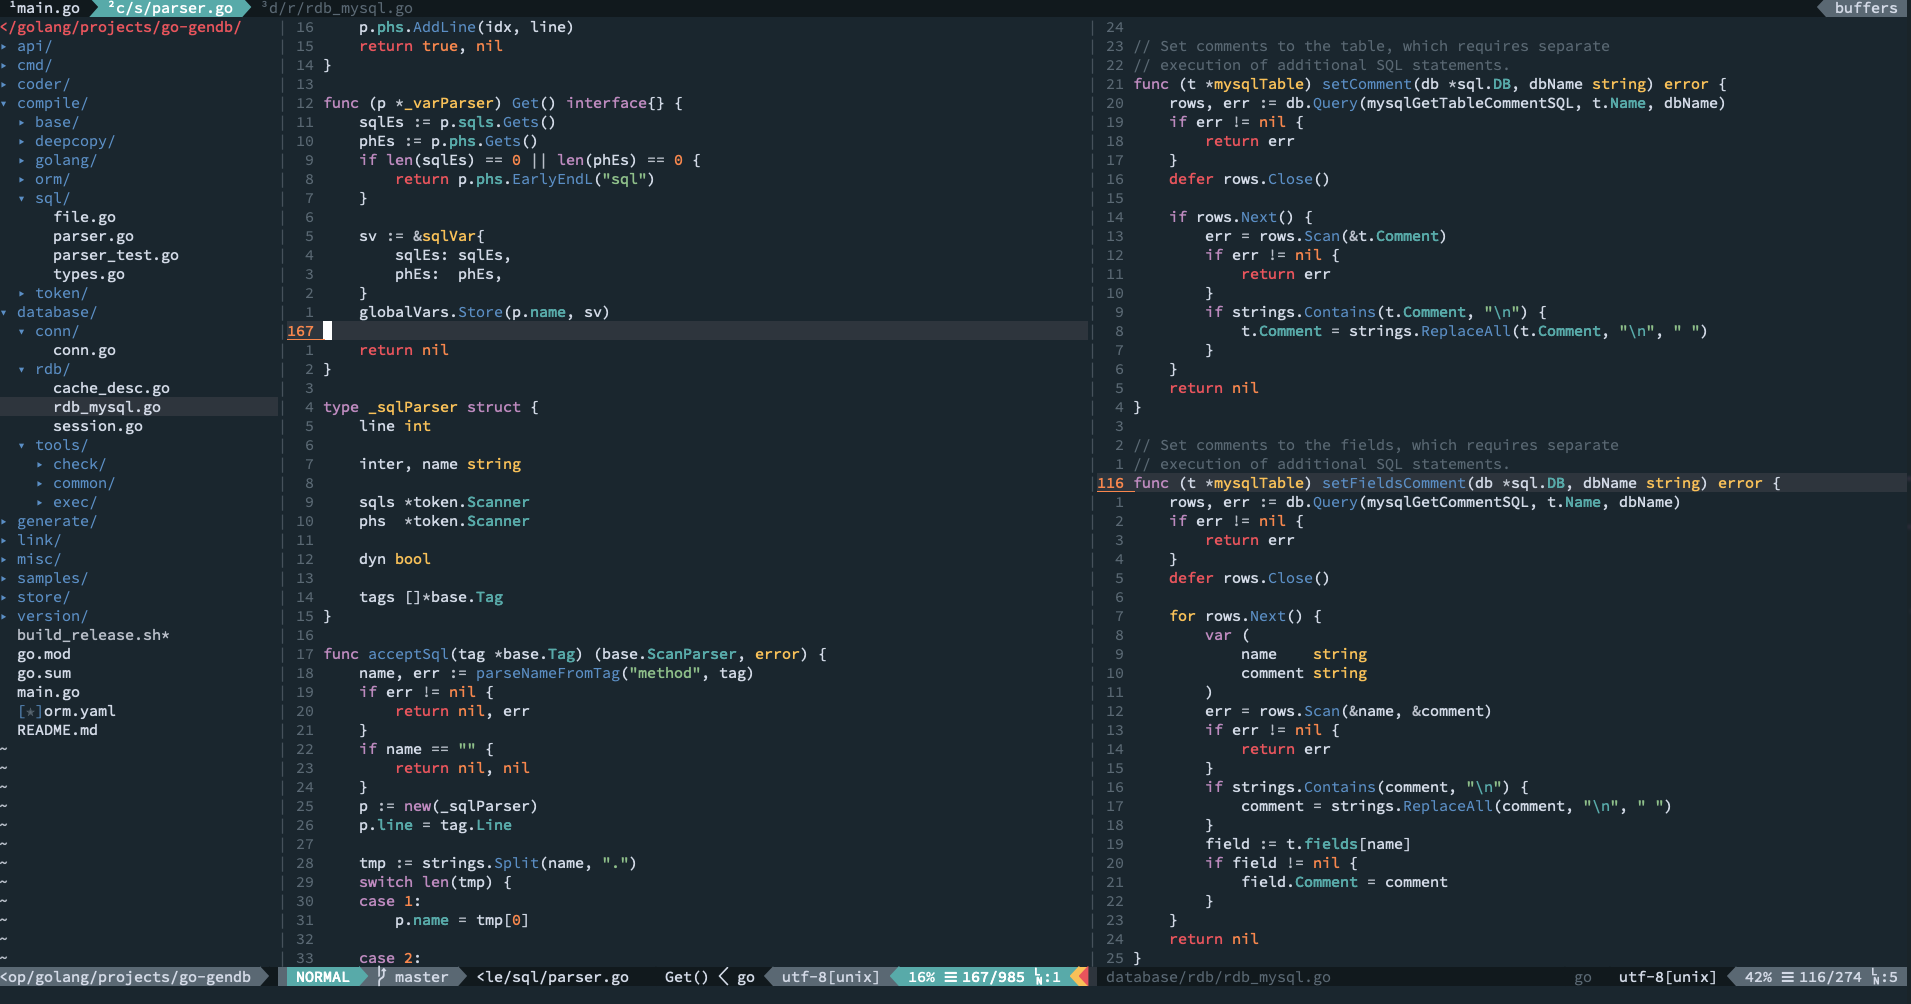 ¹main.go  ²c/s/parser.go  ³d/r/rdb_mysql.go  buffers
</golang/projects/go-gendb/
▸ api/
▸ cmd/
▸ coder/
▾ compile/
▸ base/
▸ deepcopy/
▸ golang/
▸ orm/
▾ sql/
file.go
parser.go
parser_test.go
types.go
▸ token/
▾ database/
▾ conn/
conn.go
▾ rdb/
cache_desc.go
rdb_mysql.go
session.go
▾ tools/
▸ check/
▸ common/
▸ exec/
▸ generate/
▸ link/
▸ misc/
▸ samples/
▸ store/
▸ version/
build_release.sh*
go.mod
go.sum
main.go
[★]orm.yaml
README.md
~
~
~
~
~
~
~
~
~
~
~
~
16     p.phs.AddLine(idx, line)
15     return true, nil
14 }
13
12 func (p *_varParser) Get() interface{} {
11     sqlEs := p.sqls.Gets()
10     phEs := p.phs.Gets()
9     if len(sqlEs) == 0 || len(phEs) == 0 {
8         return p.phs.EarlyEndL("sql")
7     }
6
5     sv := &sqlVar{
4         sqlEs: sqlEs,
3         phEs:  phEs,
2     }
1     globalVars.Store(p.name, sv)
167
1     return nil
2 }
3
4 type _sqlParser struct {
5     line int
6
7     inter, name string
8
9     sqls *token.Scanner
10     phs  *token.Scanner
11
12     dyn bool
13
14     tags []*base.Tag
15 }
16
17 func acceptSql(tag *base.Tag) (base.ScanParser, error) {
18     name, err := parseNameFromTag("method", tag)
19     if err != nil {
20         return nil, err
21     }
22     if name == "" {
23         return nil, nil
24     }
25     p := new(_sqlParser)
26     p.line = tag.Line
27
28     tmp := strings.Split(name, ".")
29     switch len(tmp) {
30     case 1:
31         p.name = tmp[0]
32
33     case 2:
24
23 // Set comments to the table, which requires separate
22 // execution of additional SQL statements.
21 func (t *mysqlTable) setComment(db *sql.DB, dbName string) error {
20     rows, err := db.Query(mysqlGetTableCommentSQL, t.Name, dbName)
19     if err != nil {
18         return err
17     }
16     defer rows.Close()
15
14     if rows.Next() {
13         err = rows.Scan(&t.Comment)
12         if err != nil {
11             return err
10         }
9         if strings.Contains(t.Comment, "\n") {
8             t.Comment = strings.ReplaceAll(t.Comment, "\n", " ")
7         }
6     }
5     return nil
4 }
3
2 // Set comments to the fields, which requires separate
1 // execution of additional SQL statements.
116 func (t *mysqlTable) setFieldsComment(db *sql.DB, dbName string) error {
1     rows, err := db.Query(mysqlGetCommentSQL, t.Name, dbName)
2     if err != nil {
3         return err
4     }
5     defer rows.Close()
6
7     for rows.Next() {
8         var (
9             name    string
10             comment string
11         )
12         err = rows.Scan(&name, &comment)
13         if err != nil {
14             return err
15         }
16         if strings.Contains(comment, "\n") {
17             comment = strings.ReplaceAll(comment, "\n", " ")
18         }
19         field := t.fields[name]
20         if field != nil {
21             field.Comment = comment
22         }
23     }
24     return nil
25 }
<op/golang/projects/go-gendb  NORMAL  master  <le/sql/parser.go  Get()  go  utf-8[unix]  16% ☰ 167/985 :1  database/rdb/rdb_mysql.go  go  utf-8[unix]  42% ☰ 116/274 :5